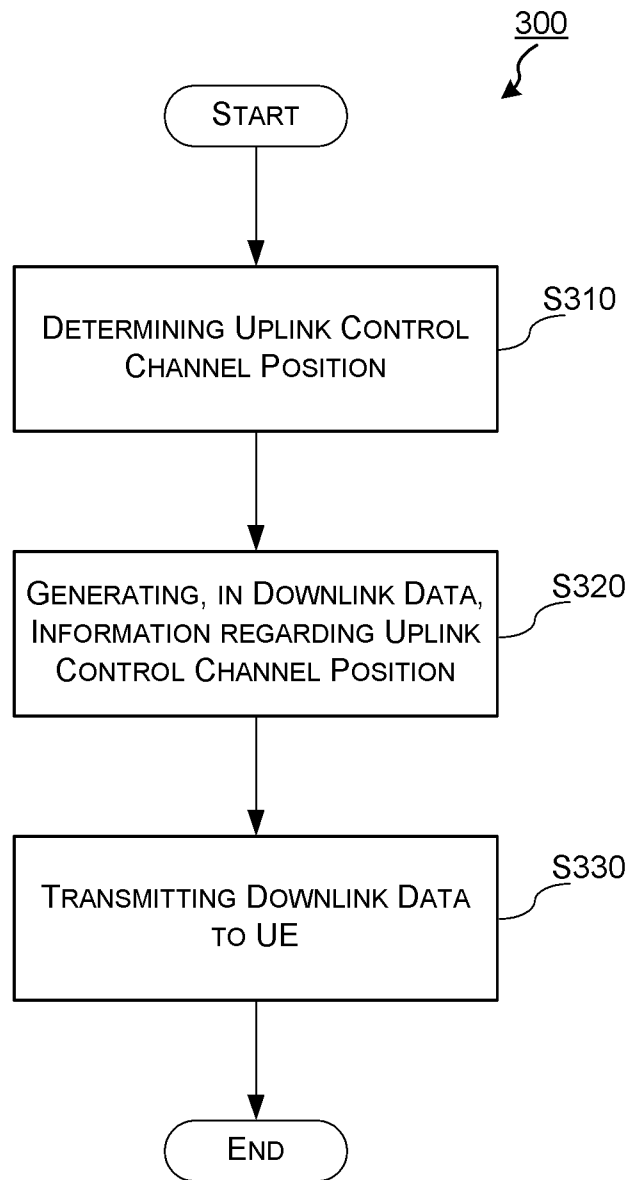 300
START
DETERMINING UPLINK CONTROL
CHANNEL POSITION
S310
GENERATING, IN DOWNLINK DATA,
INFORMATION REGARDING UPLINK
CONTROL CHANNEL POSITION
S320
TRANSMITTING DOWNLINK DATA
TO UE
S330
END